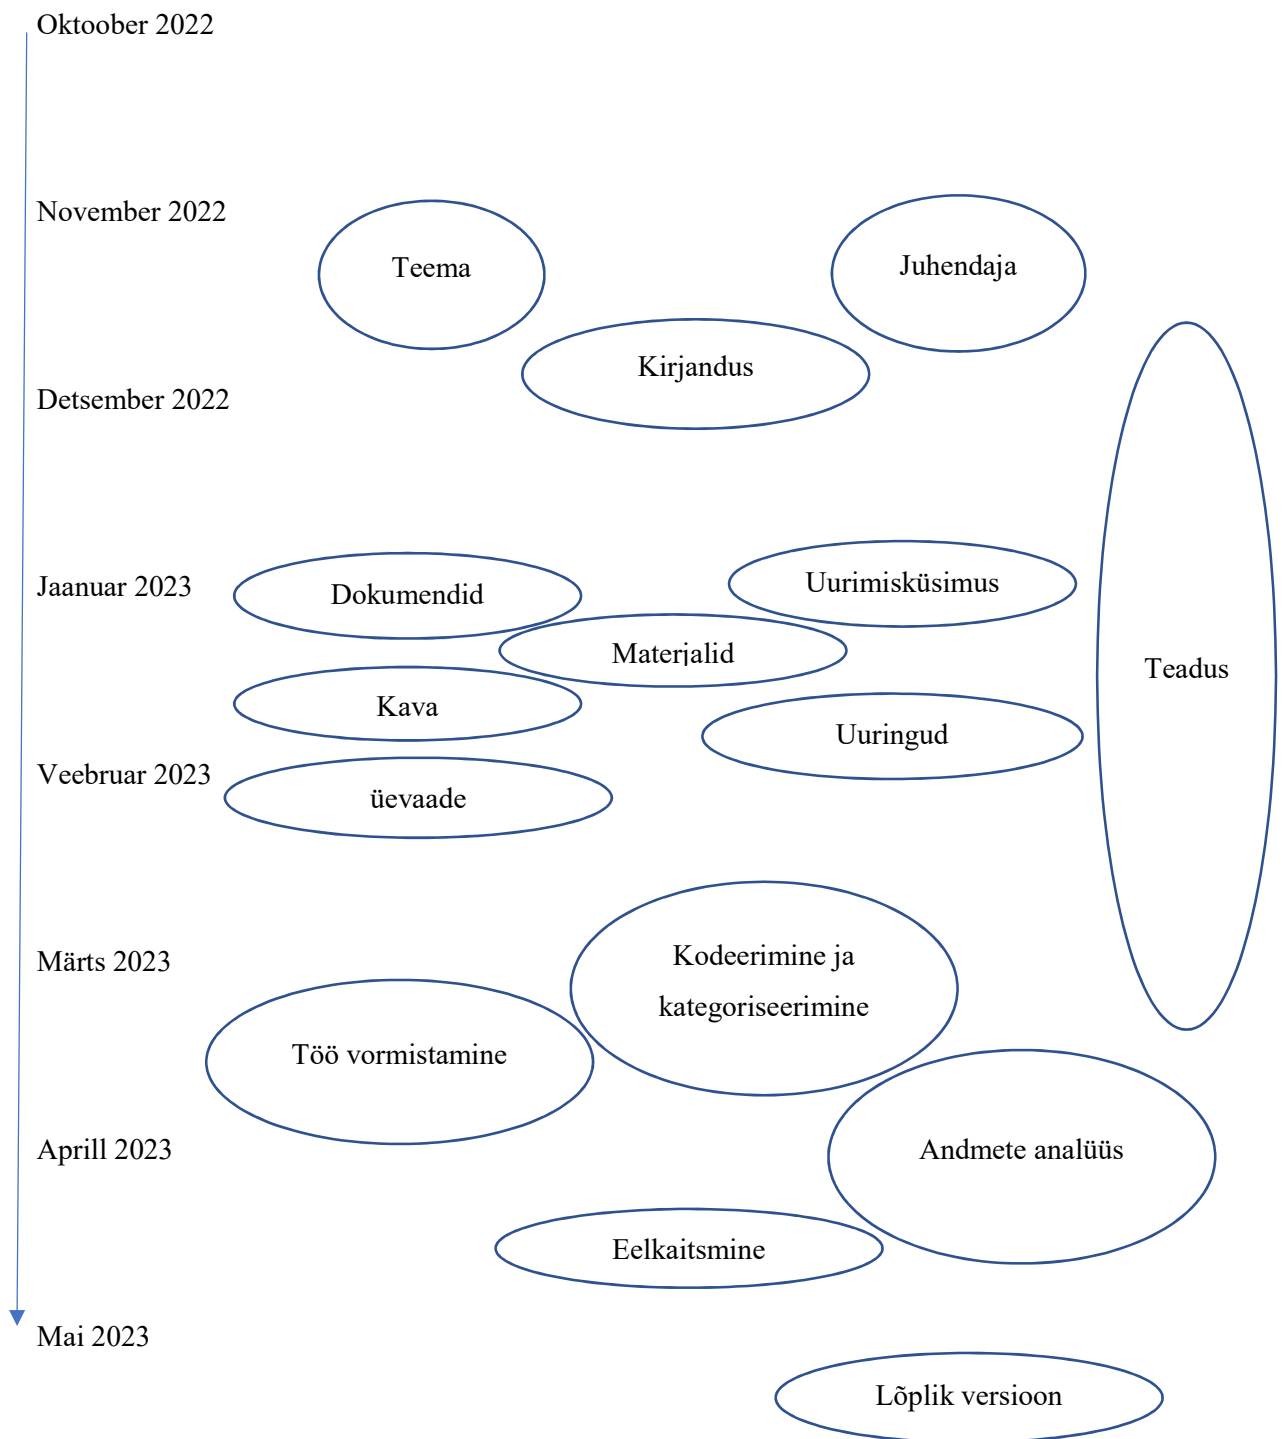 Oktoober 2022
November 2022
Teema
Juhendaja
Kirjandus
Detsember 2022
Jaanuar 2023
Dokumendid
Uurimisküsimus
Materjalid
Teadus
Kava
Uuringud
Veebruar 2023
üevaade
Märts 2023
Kodeerimine ja
kategoriseerimine
Töö vormistamine
Aprill 2023
Andmete analüüs
Eelkaitsmine
Mai 2023
Lõplik versioon